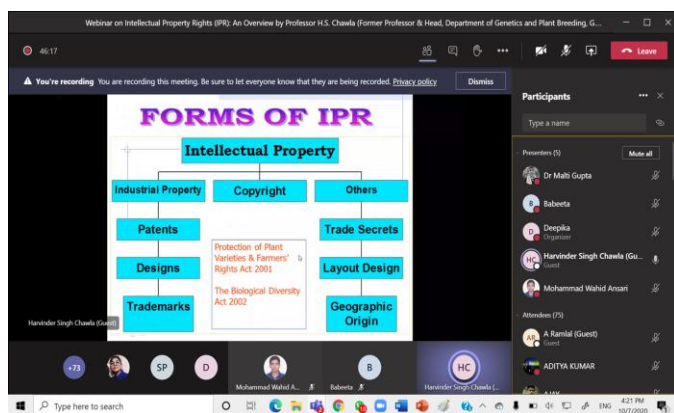 Webinar on Intellectual Property Rights (IPR): An Overview by Professor H.S. Chawla (Former Professor & Head, Department of Genetics and Plant Breeding, G...
46:17
Leave
You're recording You are recording this meeting. Be sure to let everyone know that they are being recorded. Privacy policy
Dismiss
FORMS OF IPR
Intellectual Property
Industrial Property
Copyright
Others
Patents
Trade Secrets
Designs
Protection of Plant
Varieties & Farmers'
Rights Act 2001
The Biological Diversity
Act 2002
Layout Design
Trademarks
Geographic
Origin
Harvinder Singh Chawla (Guest)
+73
SP
D
Mohammad Wahid A...
B
Babeeta
HC
Harvinder Singh Chawla (...
Participants
Type a name
Presenters (5)
Mute all
Dr Malti Gupta
B
Babeeta
D
Deepika
Organizer
HC
Harvinder Singh Chawla (Gu...
Guest
Mohammad Wahid Ansari
Attendees (75)
AR
A Ramlal (Guest)
Guest
ADITYA KUMAR
Type here to search
ENG
4:21 PM
10/7/2020